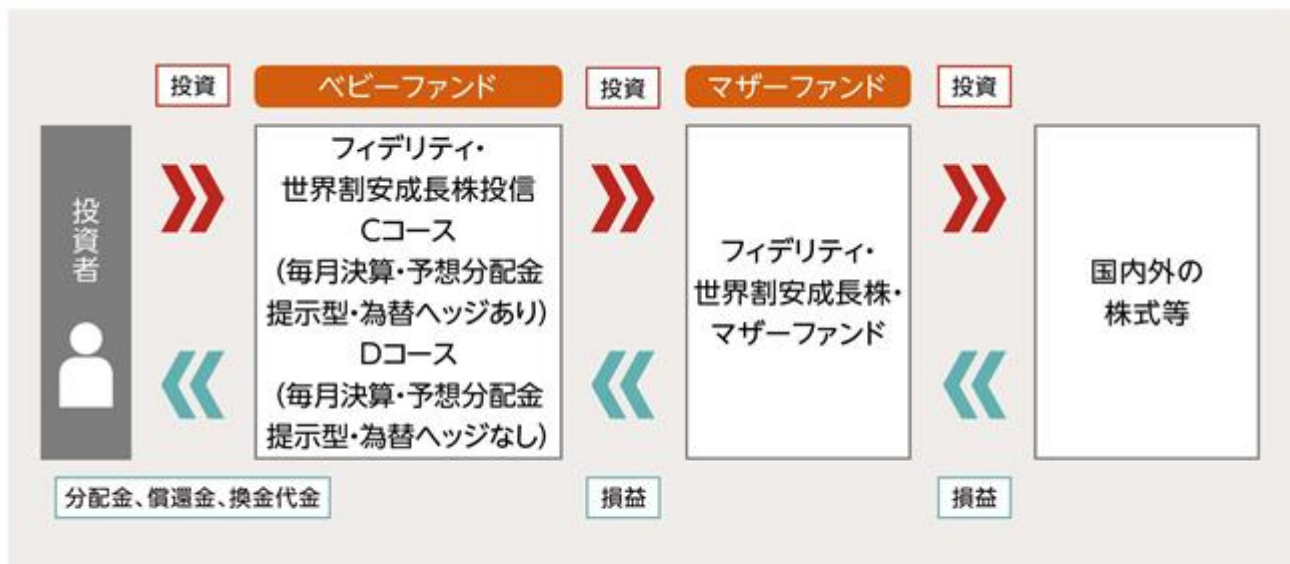 投資
ベビーファンド
投資
マザーファンド
投資
投資者
フィデリティ・
世界割安成長株投信
Cコース
(毎月決算・予想分配金
提示型・為替ヘッジあり)
Dコース
(毎月決算・予想分配金
提示型・為替ヘッジなし)
フィデリティ・
世界割安成長株・
マザーファンド
国内外の
株式等
分配金、償還金、換金代金
損益
損益